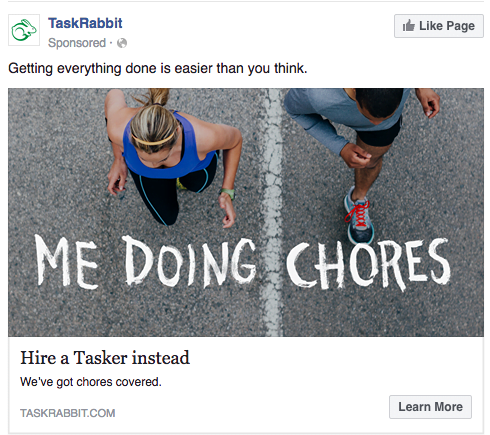 TaskRabbit
Like Page
Sponsored ·
Getting everything done is easier than you think.
ME DOING CHORES
Hire a Tasker instead
We've got chores covered.
TASKRABBIT.COM
Learn More